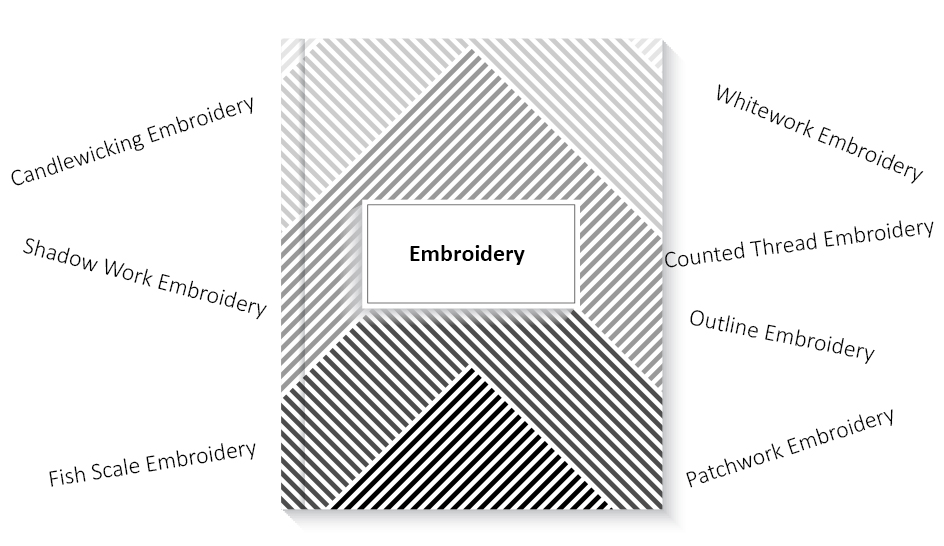 Candlewicking Embroidery
Shadow Work Embroidery
Fish Scale Embroidery
Embroidery
Whitework Embroidery
Counted Thread Embroidery
Outline Embroidery
Patchwork Embroidery